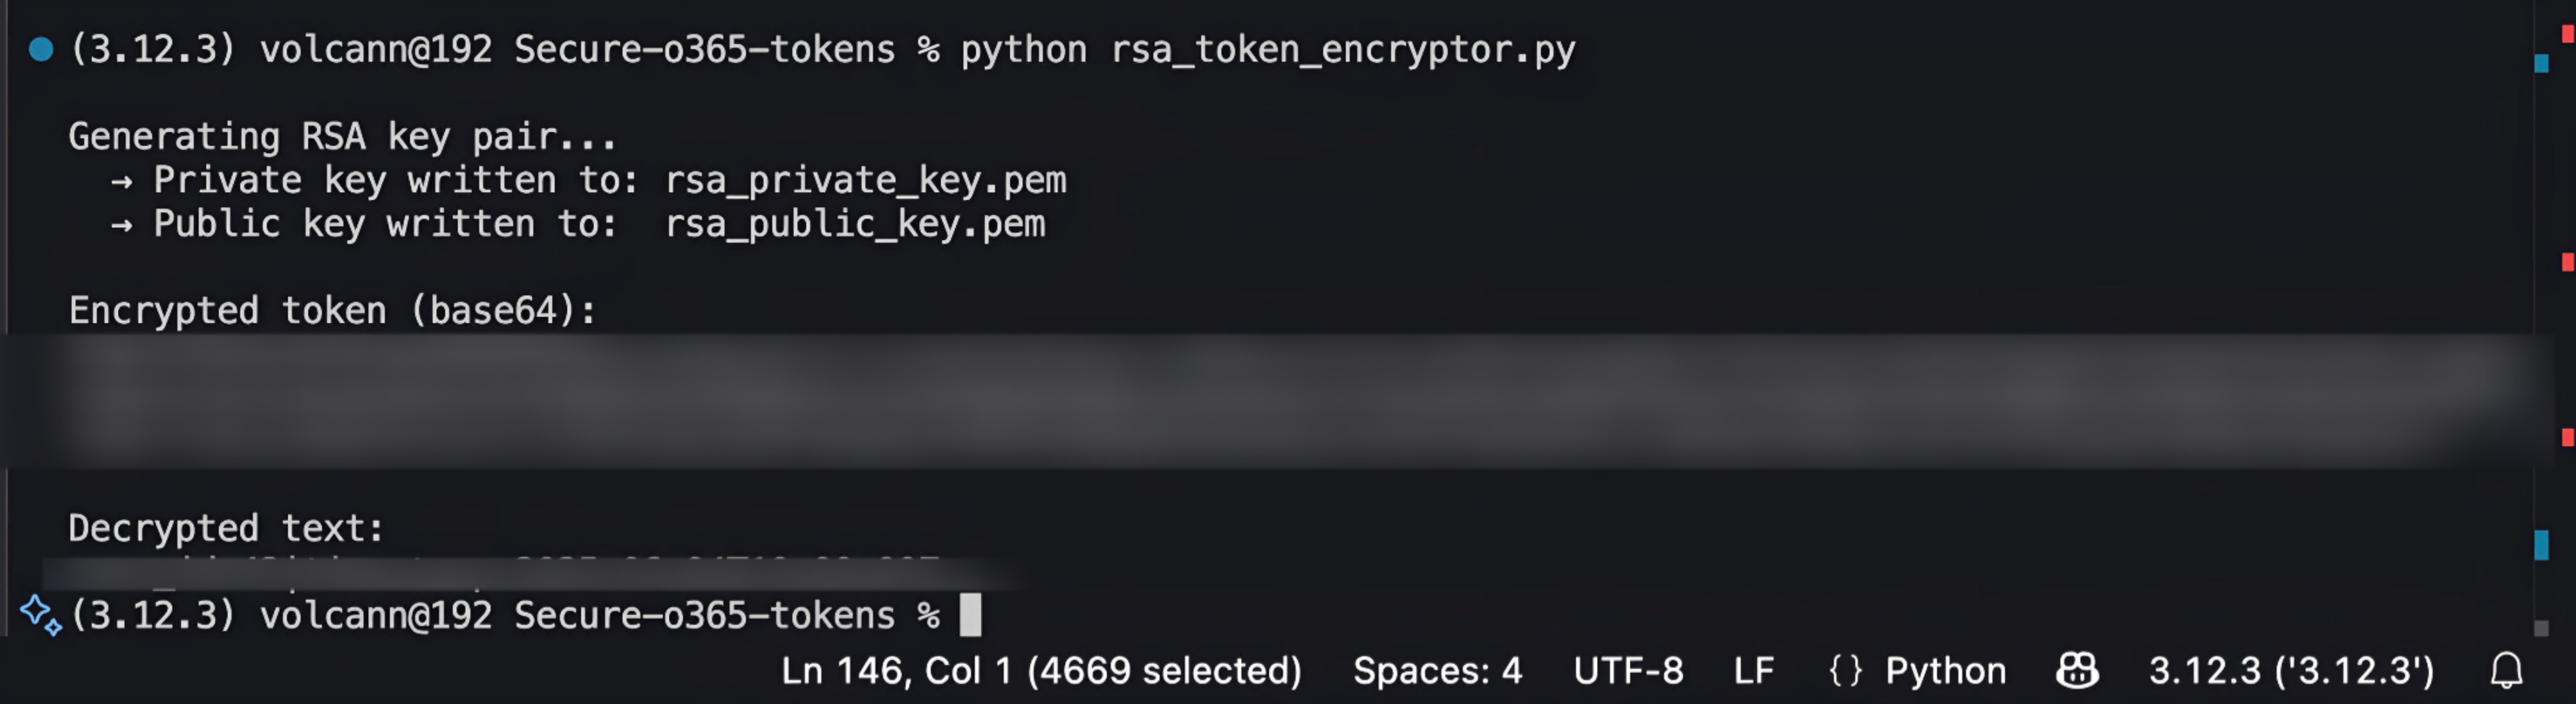 (3.12.3) volcann@192 Secure-o365-tokens % python rsa_token_encryptor.py
Generating RSA key pair...
→ Private key written to: rsa_private_key.pem
→ Public key written to:  rsa_public_key.pem
Encrypted token (base64):
Decrypted text:
(3.12.3) volcann@192 Secure-o365-tokens %
Ln 146, Col 1 (4669 selected) Spaces: 4 UTF-8 LF {} Python 3.12.3 ('3.12.3')